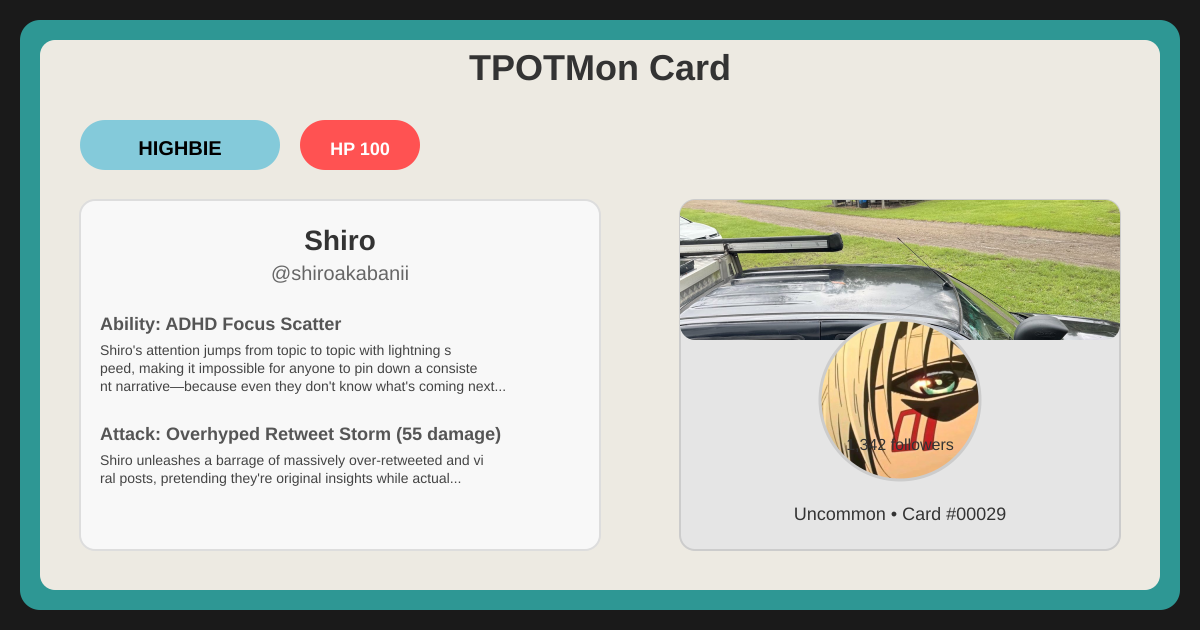 TPOTMon Card
HIGHBIE
HP 100
Shiro
@shiroakabanii
Ability: ADHD Focus Scatter
Shiro's attention jumps from topic to topic with lightning s
peed, making it impossible for anyone to pin down a consiste
nt narrative—because even they don't know what's coming next...
Attack: Overhyped Retweet Storm (55 damage)
Shiro unleashes a barrage of massively over-retweeted and vi
ral posts, pretending they're original insights while actual...
followers
Uncommon • Card #00029